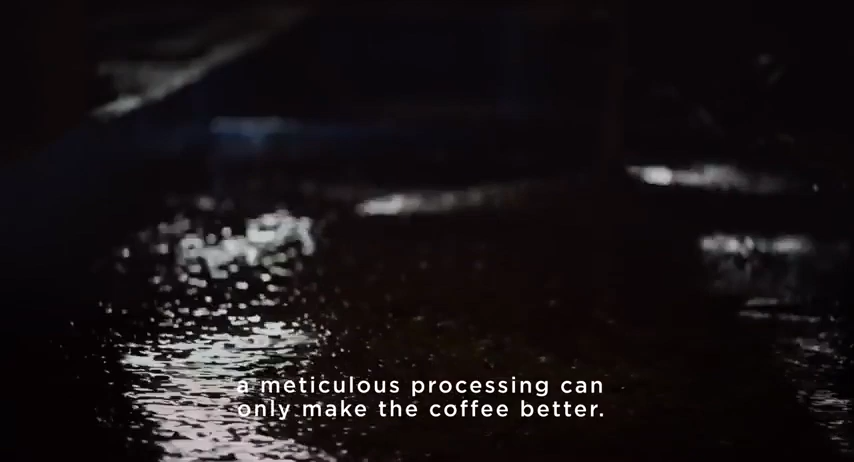 a meticulous processing can
only make the coffee better.